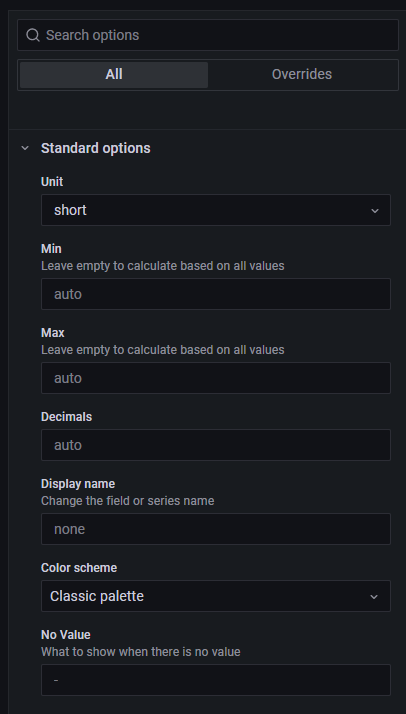 Search options
All
Overrides
Standard options
Unit
short
Min
Leave empty to calculate based on all values
auto
Max
Leave empty to calculate based on all values
auto
Decimals
auto
Display name
Change the field or series name
none
Color scheme
Classic palette
No Value
What to show when there is no value
-